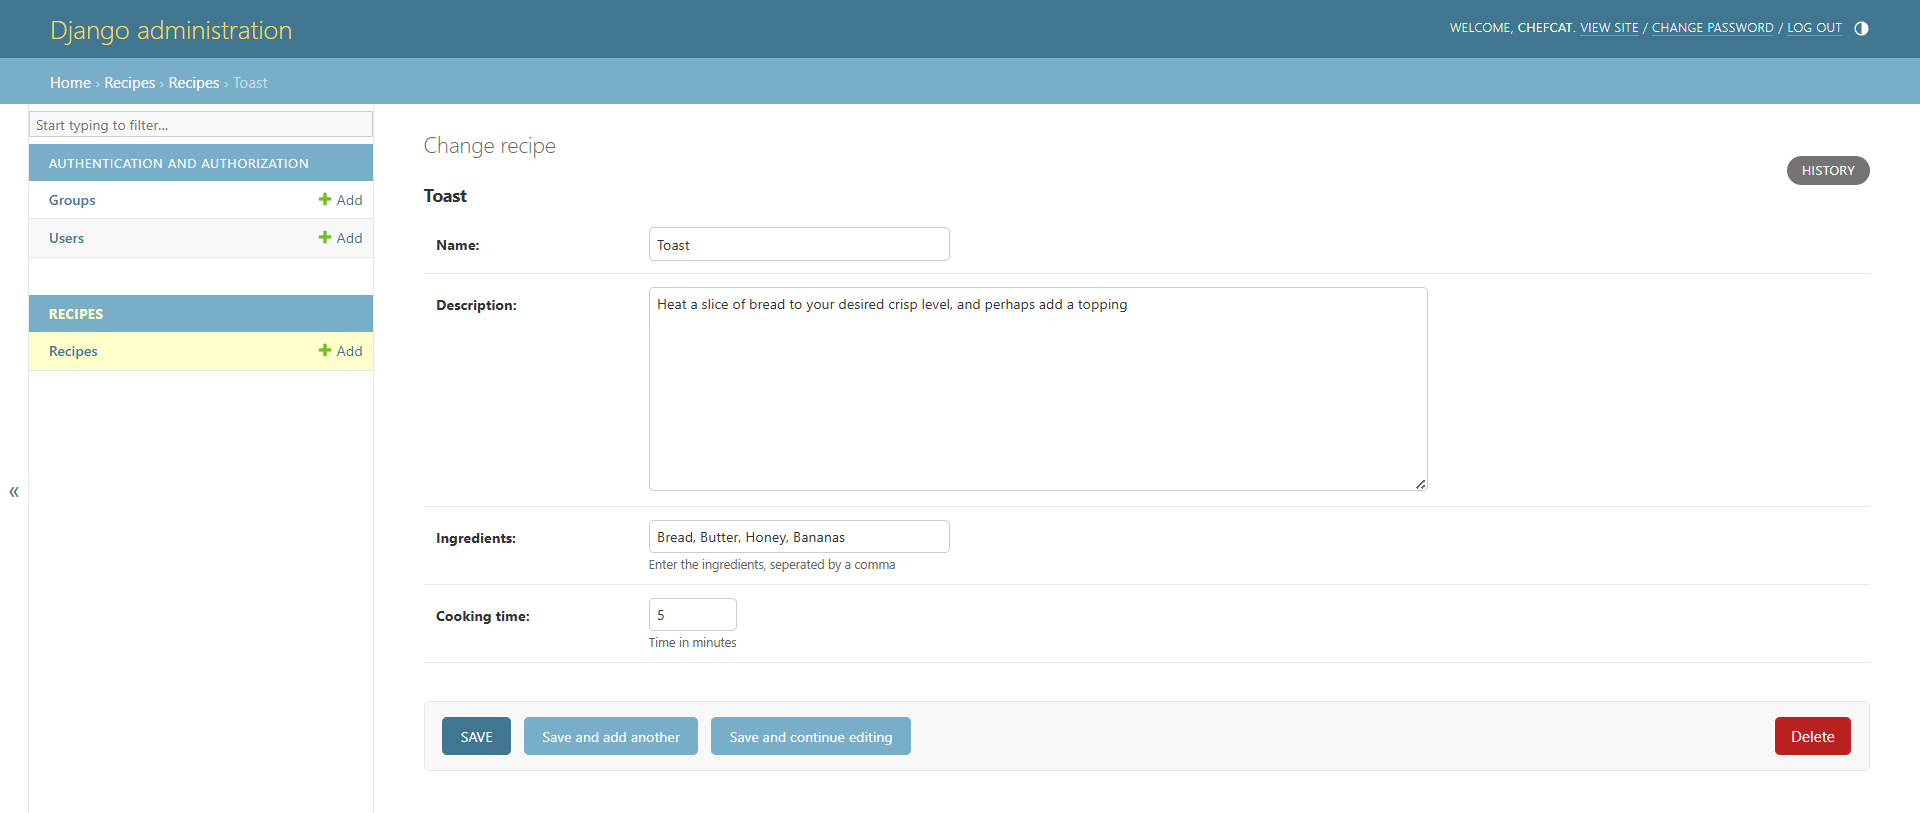 Django administration
WELCOME, CHEFCAT. VIEW SITE / CHANGE PASSWORD / LOG OUT
Home › Recipes › Recipes › Toast
Start typing to filter...
AUTHENTICATION AND AUTHORIZATION
Groups Add
Users Add
RECIPES
Recipes Add
«
Change recipe
HISTORY
Toast
Name: Toast
Description: Heat a slice of bread to your desired crisp level, and perhaps add a topping
Ingredients: Bread, Butter, Honey, Bananas
Enter the ingredients, seperated by a comma
Cooking time: 5
Time in minutes
SAVE Save and add another Save and continue editing Delete